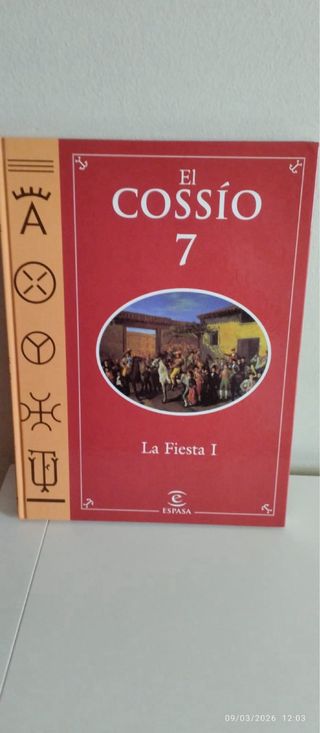 El
COSSÍO
7
La Fiesta I
ESPASA
09/03/2026 12:03